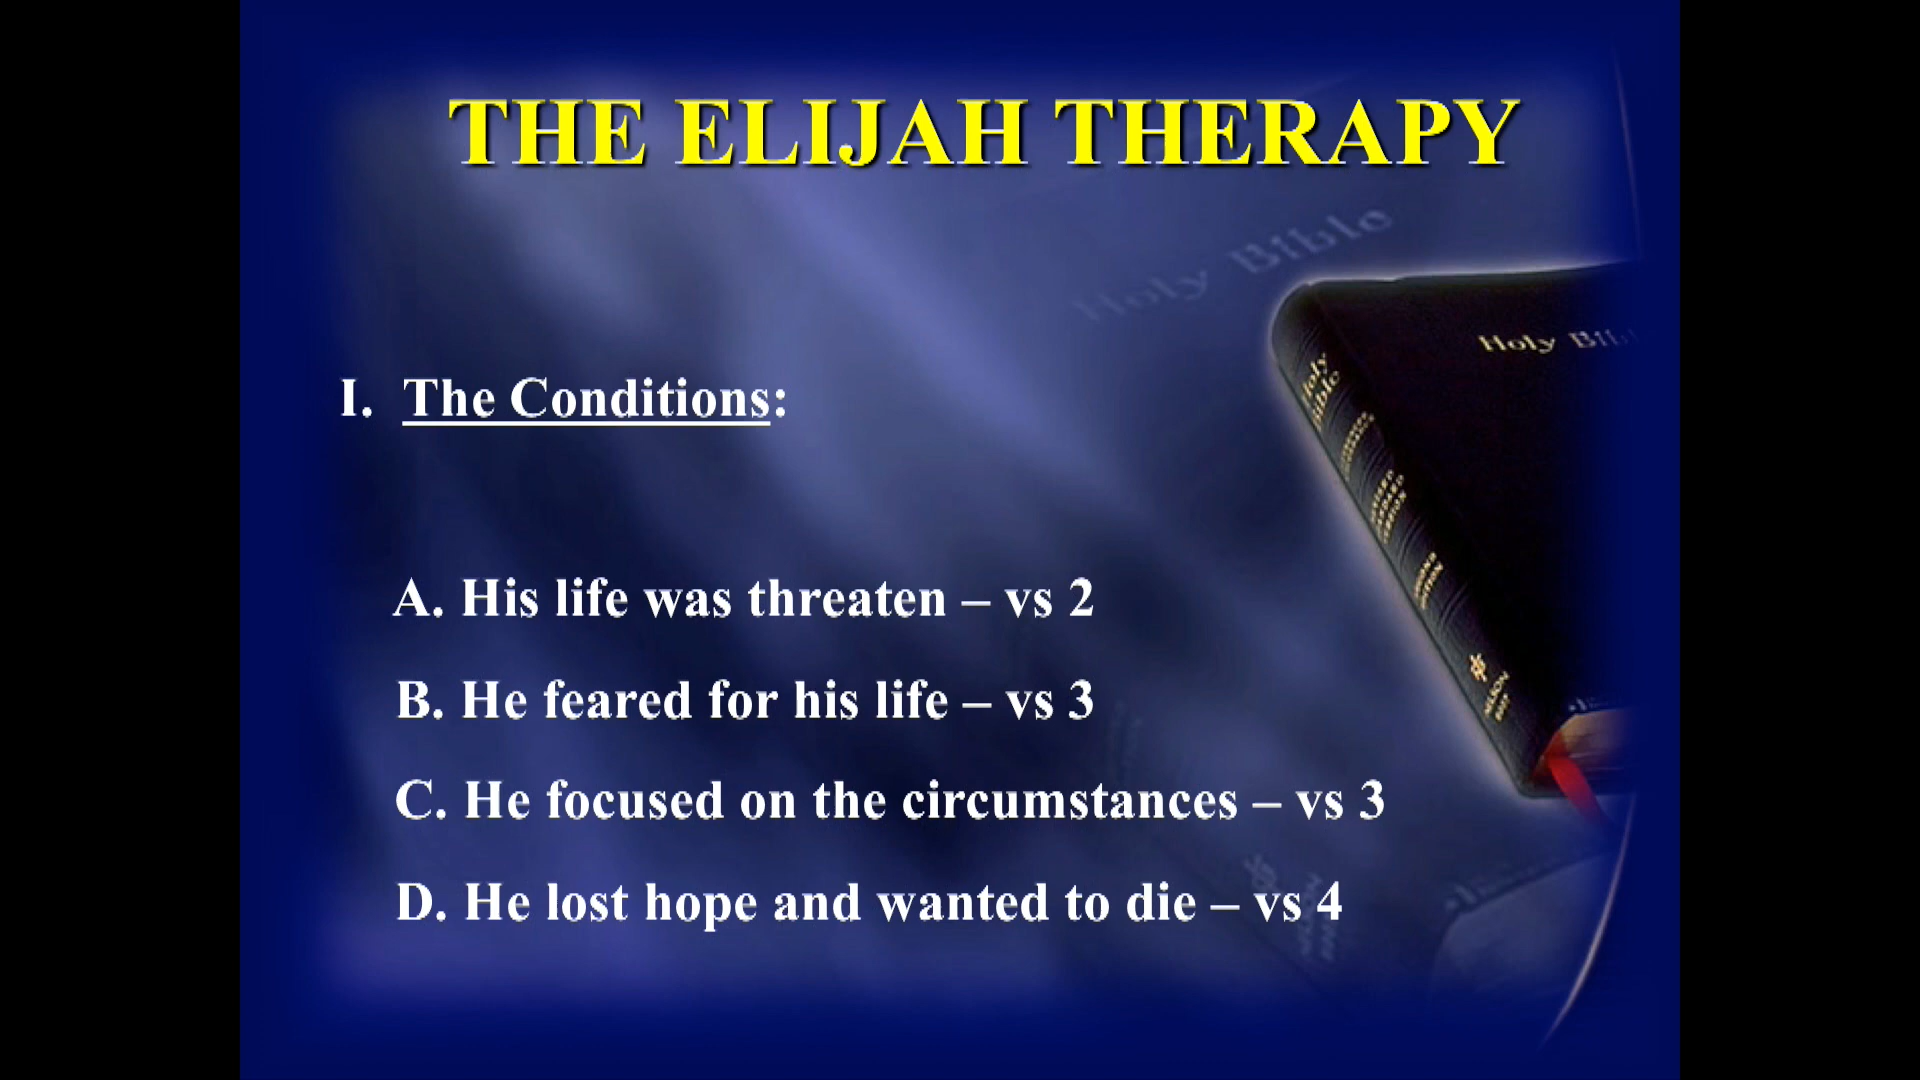 THE ELIJAH THERAPY
Holy Bible
Holy
Holy
Bible
I. The Conditions:
A. His life was threaten – vs 2
B. He feared for his life – vs 3
C. He focused on the circumstances – vs 3
D. He lost hope and wanted to die – vs 4